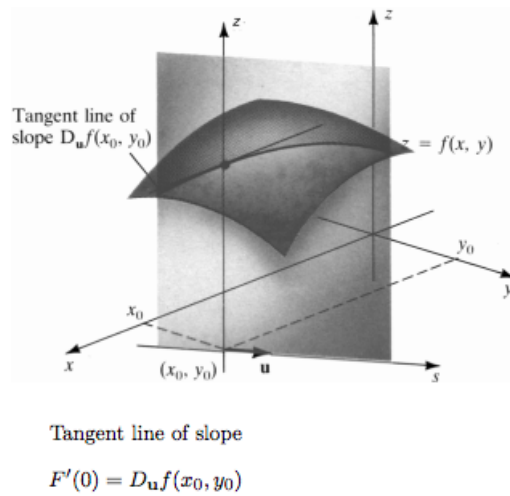 z
z
Tangent line of
slope D𝐮f(x₀, y₀)
z = f(x, y)
y₀
x₀
y
x
(x₀, y₀)
𝐮
s
Tangent line of slope
F′(0) = D𝐮f(x₀, y₀)